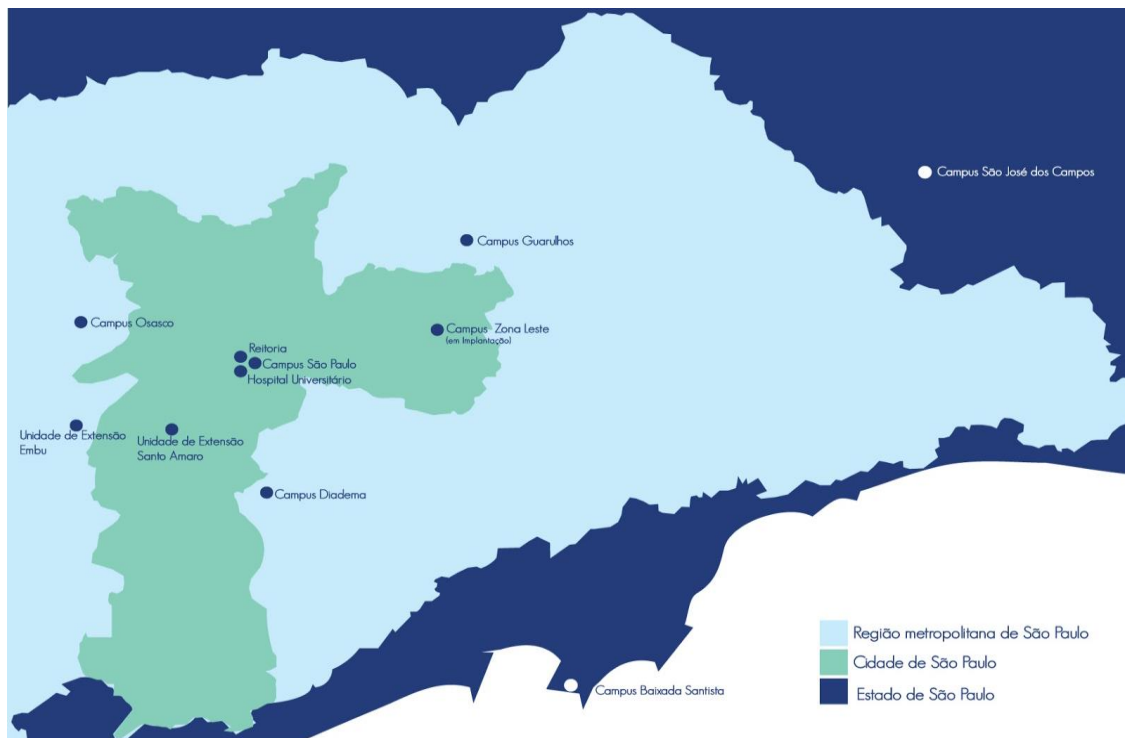 Campus São José dos Campos
Campus Guarulhos
Campus Osasco
Campus Zona Leste
(em Implantação)
Reitoria
Campus São Paulo
Hospital Universitário
Unidade de Extensão
Embu
Unidade de Extensão
Santo Amaro
Campus Diadema
Campus Baixada Santista
Região metropolitana de São Paulo
Cidade de São Paulo
Estado de São Paulo